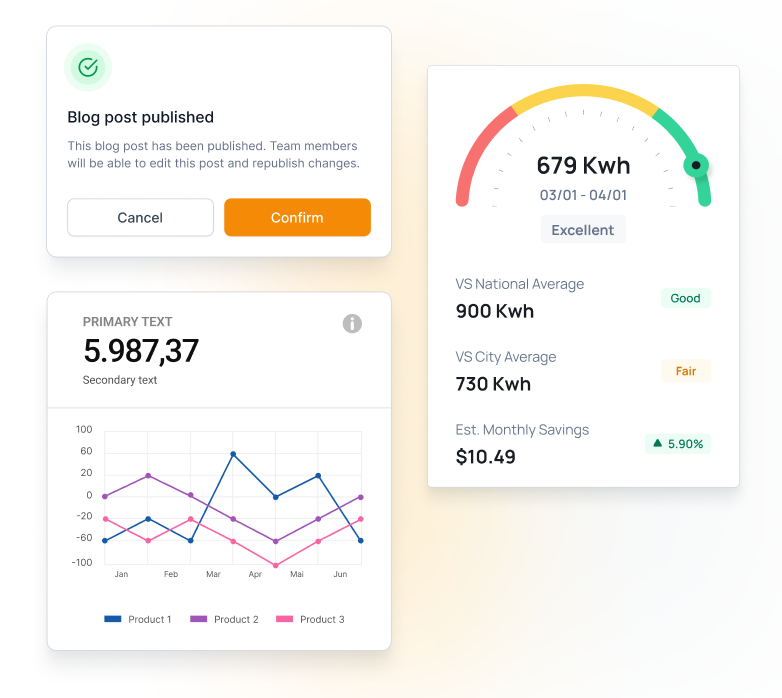 Blog post published
This blog post has been published. Team members
will be able to edit this post and republish changes.
Cancel
Confirm
PRIMARY TEXT
5.987,37
Secondary text
100
60
20
0
-20
-60
-100
Jan Feb Mar Apr Mai Jun
Product 1 Product 2 Product 3
679 Kwh
03/01 - 04/01
Excellent
VS National Average
900 Kwh
Good
VS City Average
730 Kwh
Fair
Est. Monthly Savings
$10.49
5.90%